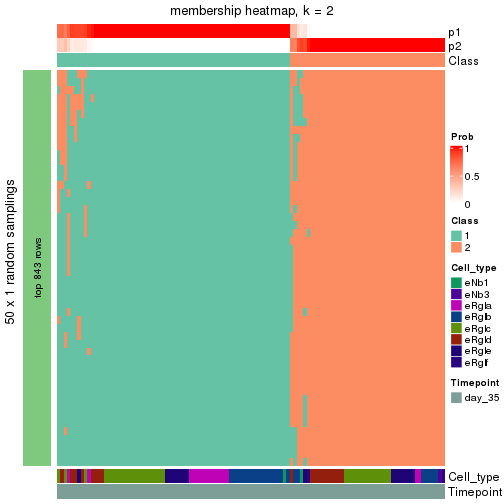 membership heatmap, k = 2
p1
p2
Class
50 x 1 random samplings
top 843 rows
Prob
1
0.5
0
Class
1
2
Cell_type
eNb1
eNb3
eRgla
eRglb
eRglc
eRgld
eRgle
eRglf
Timepoint
day_35
Cell_type
Timepoint